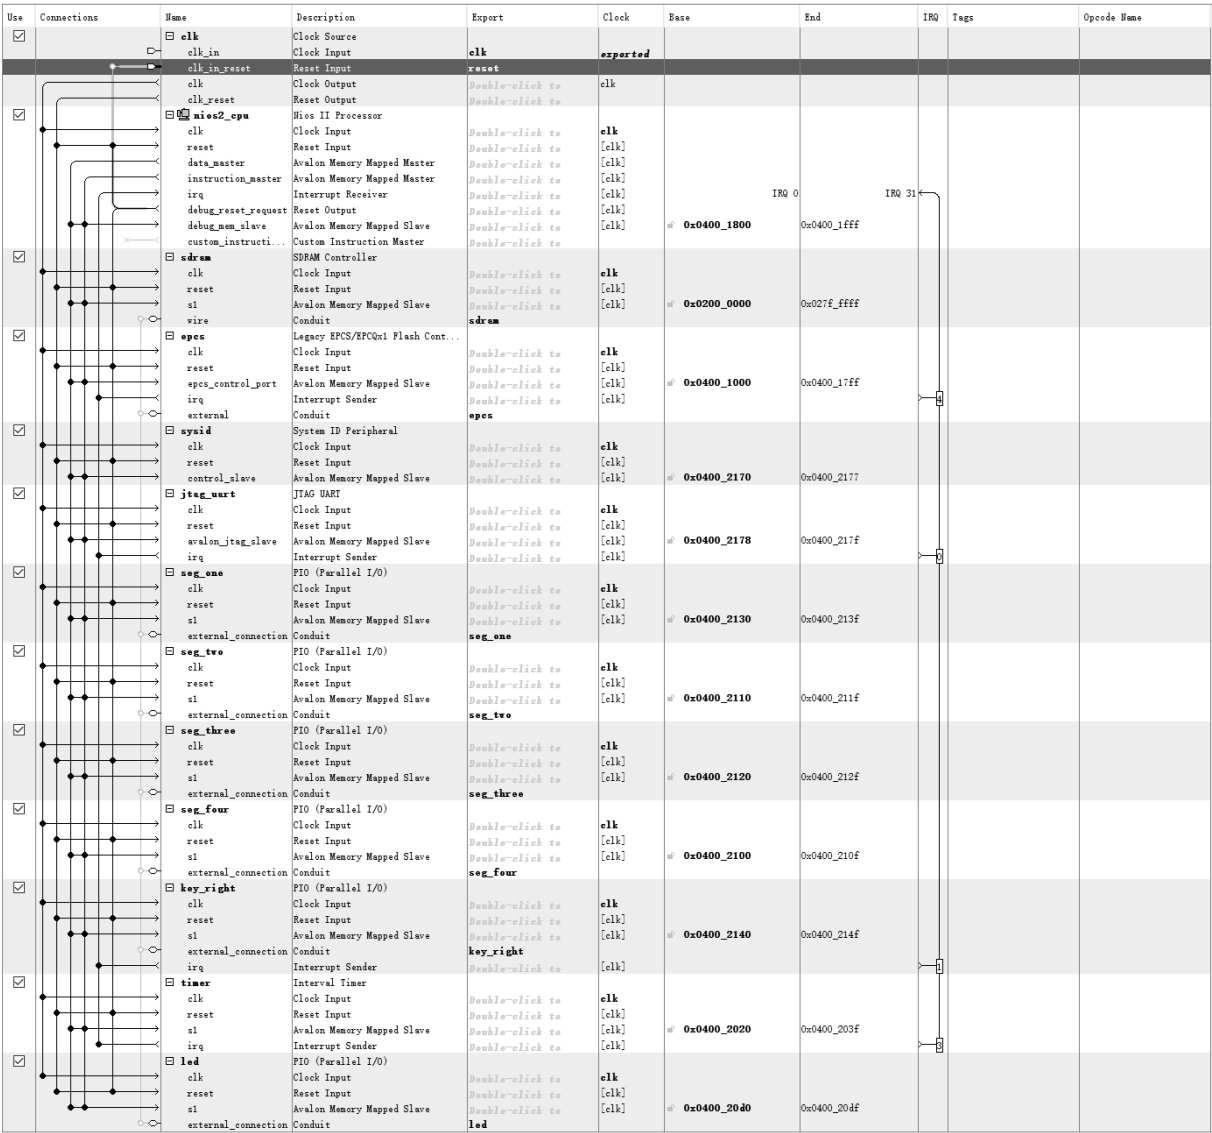 Use Connections Name Description Export Clock Base End IRQ Tags Opcode Name
clk Clock Source
clk_in Clock Input clk exported
clk_in_reset Reset Input reset
clk Clock Output Double-click to clk
clk_reset Reset Output Double-click to
nios2_cpu Nios II Processor
clk Clock Input Double-click to clk
reset Reset Input Double-click to [clk]
data_master Avalon Memory Mapped Master Double-click to [clk]
instruction_master Avalon Memory Mapped Master Double-click to [clk]
irq Interrupt Receiver Double-click to [clk] IRQ 0 IRQ 31
debug_reset_request Reset Output Double-click to [clk]
debug_mem_slave Avalon Memory Mapped Slave Double-click to [clk] 0x0400_1800 0x0400_1fff
custom_instructi... Custom Instruction Master Double-click to
sdram SDRAM Controller
clk Clock Input Double-click to clk
reset Reset Input Double-click to [clk]
s1 Avalon Memory Mapped Slave Double-click to [clk] 0x0200_0000 0x027f_ffff
wire Conduit sdram
epcs Legacy EPCS/EPCQx1 Flash Cont...
clk Clock Input Double-click to clk
reset Reset Input Double-click to [clk]
epcs_control_port Avalon Memory Mapped Slave Double-click to [clk] 0x0400_1000 0x0400_17ff
irq Interrupt Sender Double-click to [clk] 4
external Conduit epcs
sysid System ID Peripheral
clk Clock Input Double-click to clk
reset Reset Input Double-click to [clk]
control_slave Avalon Memory Mapped Slave Double-click to [clk] 0x0400_2170 0x0400_2177
jtag_uart JTAG UART
clk Clock Input Double-click to clk
reset Reset Input Double-click to [clk]
avalon_jtag_slave Avalon Memory Mapped Slave Double-click to [clk] 0x0400_2178 0x0400_217f
irq Interrupt Sender Double-click to [clk] 0
seg_one PIO (Parallel I/O)
clk Clock Input Double-click to clk
reset Reset Input Double-click to [clk]
s1 Avalon Memory Mapped Slave Double-click to [clk] 0x0400_2130 0x0400_213f
external_connection Conduit seg_one
seg_two PIO (Parallel I/O)
clk Clock Input Double-click to clk
reset Reset Input Double-click to [clk]
s1 Avalon Memory Mapped Slave Double-click to [clk] 0x0400_2110 0x0400_211f
external_connection Conduit seg_two
seg_three PIO (Parallel I/O)
clk Clock Input Double-click to clk
reset Reset Input Double-click to [clk]
s1 Avalon Memory Mapped Slave Double-click to [clk] 0x0400_2120 0x0400_212f
external_connection Conduit seg_three
seg_four PIO (Parallel I/O)
clk Clock Input Double-click to clk
reset Reset Input Double-click to [clk]
s1 Avalon Memory Mapped Slave Double-click to [clk] 0x0400_2100 0x0400_210f
external_connection Conduit seg_four
key_right PIO (Parallel I/O)
clk Clock Input Double-click to clk
reset Reset Input Double-click to [clk]
s1 Avalon Memory Mapped Slave Double-click to [clk] 0x0400_2140 0x0400_214f
external_connection Conduit key_right
irq Interrupt Sender Double-click to [clk] 1
timer Interval Timer
clk Clock Input Double-click to clk
reset Reset Input Double-click to [clk]
s1 Avalon Memory Mapped Slave Double-click to [clk] 0x0400_2020 0x0400_203f
irq Interrupt Sender Double-click to [clk] 3
led PIO (Parallel I/O)
clk Clock Input Double-click to clk
reset Reset Input Double-click to [clk]
s1 Avalon Memory Mapped Slave Double-click to [clk] 0x0400_20d0 0x0400_20df
external_connection Conduit led